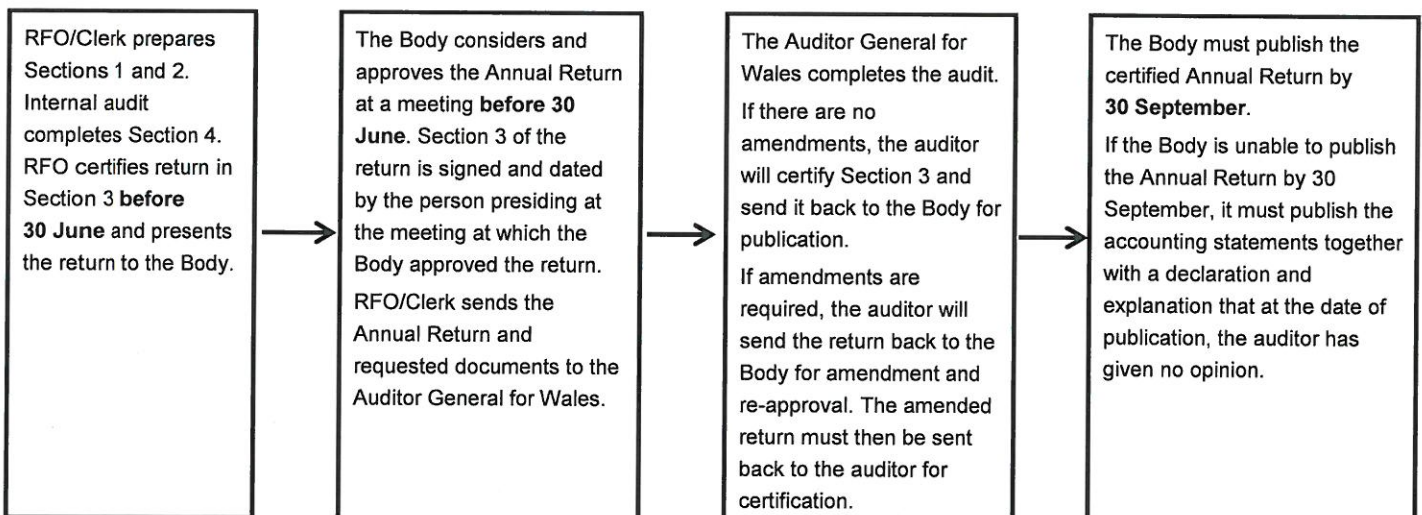 RFO/Clerk prepares
Sections 1 and 2.
Internal audit
completes Section 4.
RFO certifies return in
Section 3 before
30 June and presents
the return to the Body.
The Body considers and
approves the Annual Return
at a meeting before 30
June. Section 3 of the
return is signed and dated
by the person presiding at
the meeting at which the
Body approved the return.
RFO/Clerk sends the
Annual Return and
requested documents to the
Auditor General for Wales.
The Auditor General for
Wales completes the audit.
If there are no
amendments, the auditor
will certify Section 3 and
send it back to the Body for
publication.
If amendments are
required, the auditor will
send the return back to the
Body for amendment and
re-approval. The amended
return must then be sent
back to the auditor for
certification.
The Body must publish the
certified Annual Return by
30 September.
If the Body is unable to publish
the Annual Return by 30
September, it must publish the
accounting statements together
with a declaration and
explanation that at the date of
publication, the auditor has
given no opinion.